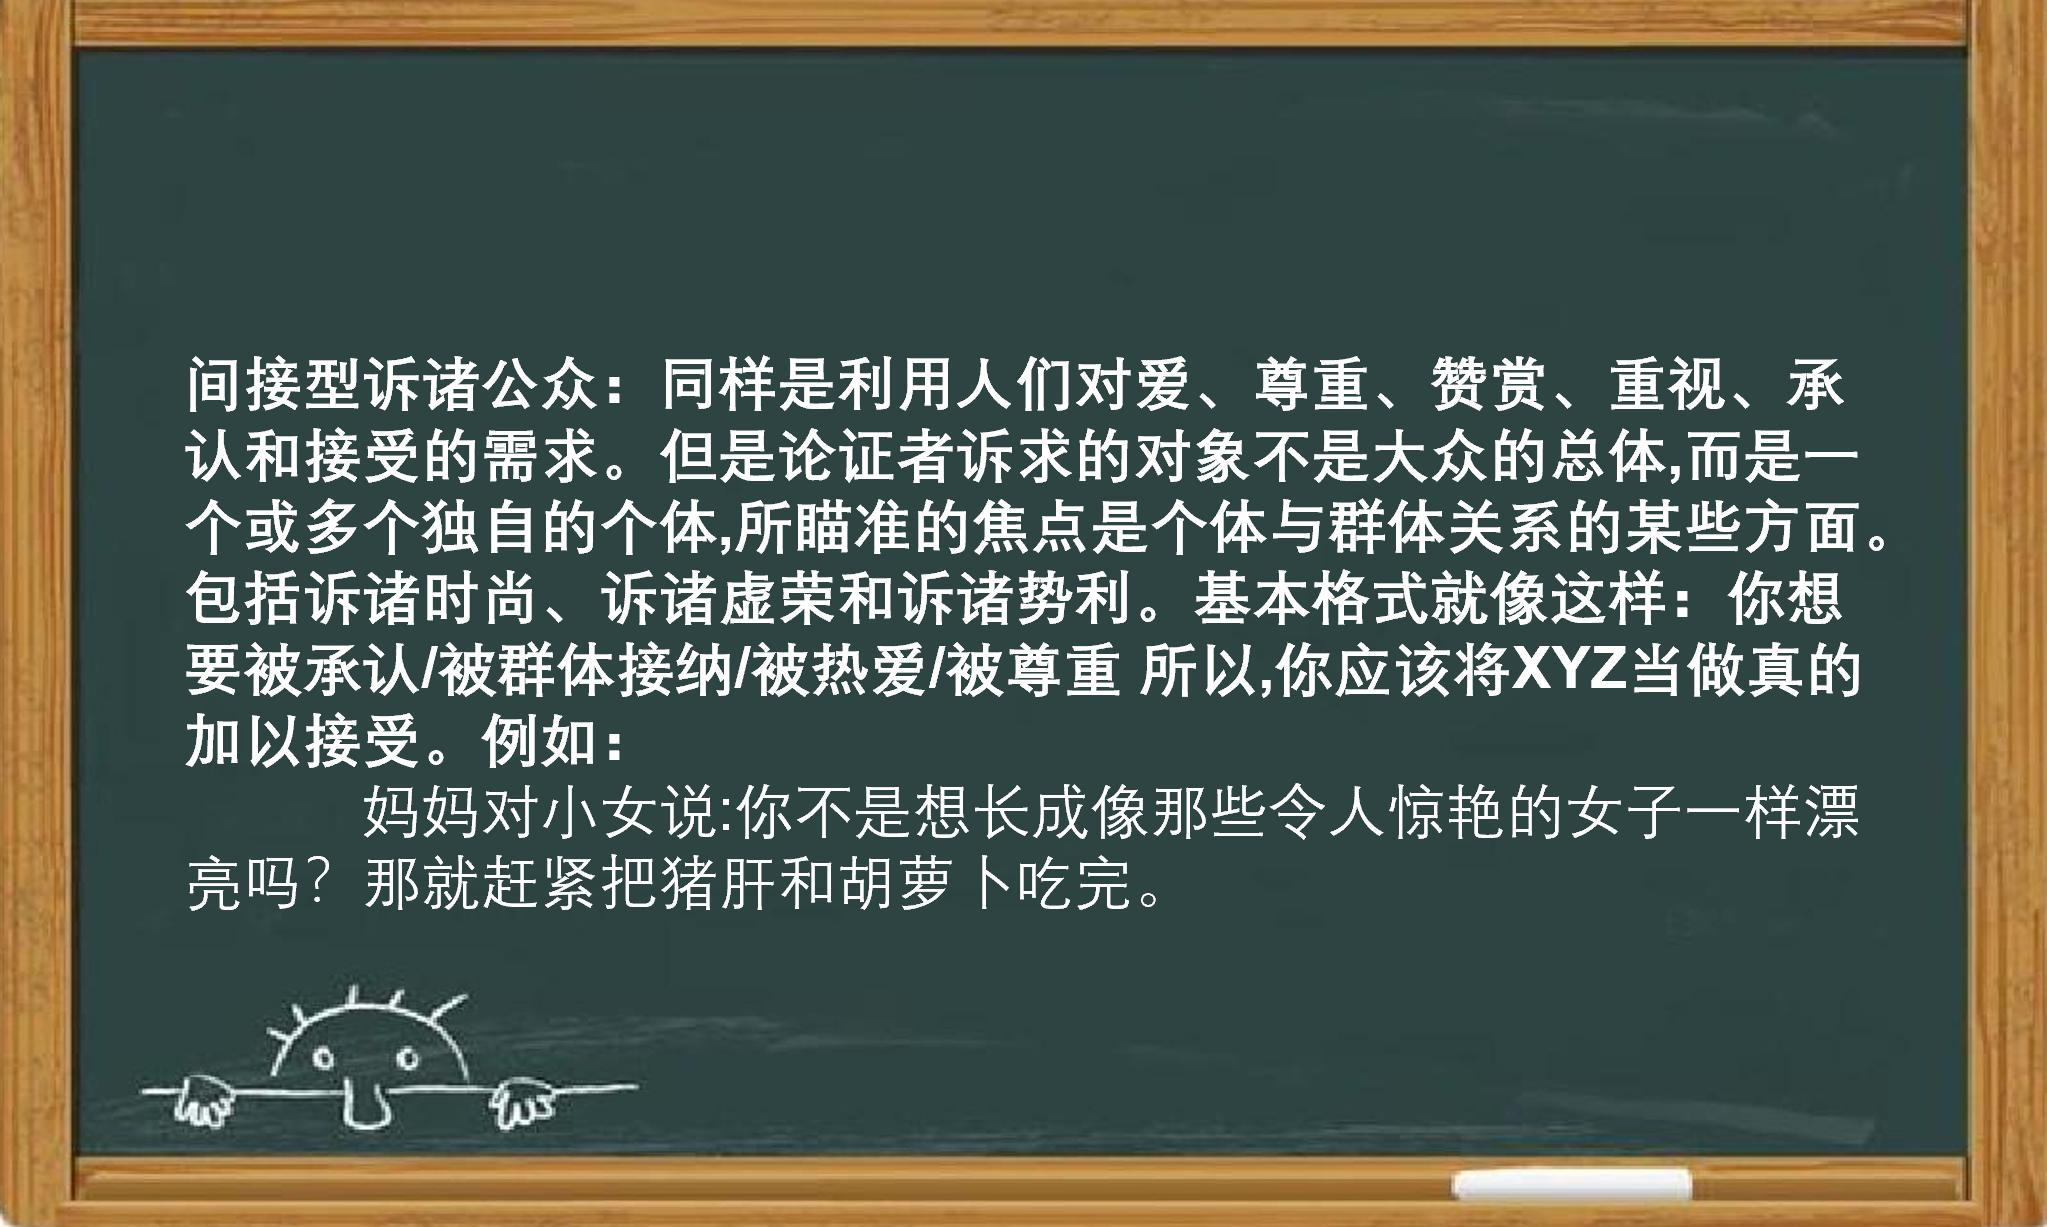 间接型诉诸公众：同样是利用人们对爱、尊重、赞赏、重视、承
认和接受的需求。但是论证者诉求的对象不是大众的总体,而是一
个或多个独自的个体,所瞄准的焦点是个体与群体关系的某些方面。
包括诉诸时尚、诉诸虚荣和诉诸势利。基本格式就像这样：你想
要被承认/被群体接纳/被热爱/被尊重 所以,你应该将XYZ当做真的
加以接受。例如：
妈妈对小女说:你不是想长成像那些令人惊艳的女子一样漂
亮吗？那就赶紧把猪肝和胡萝卜吃完。